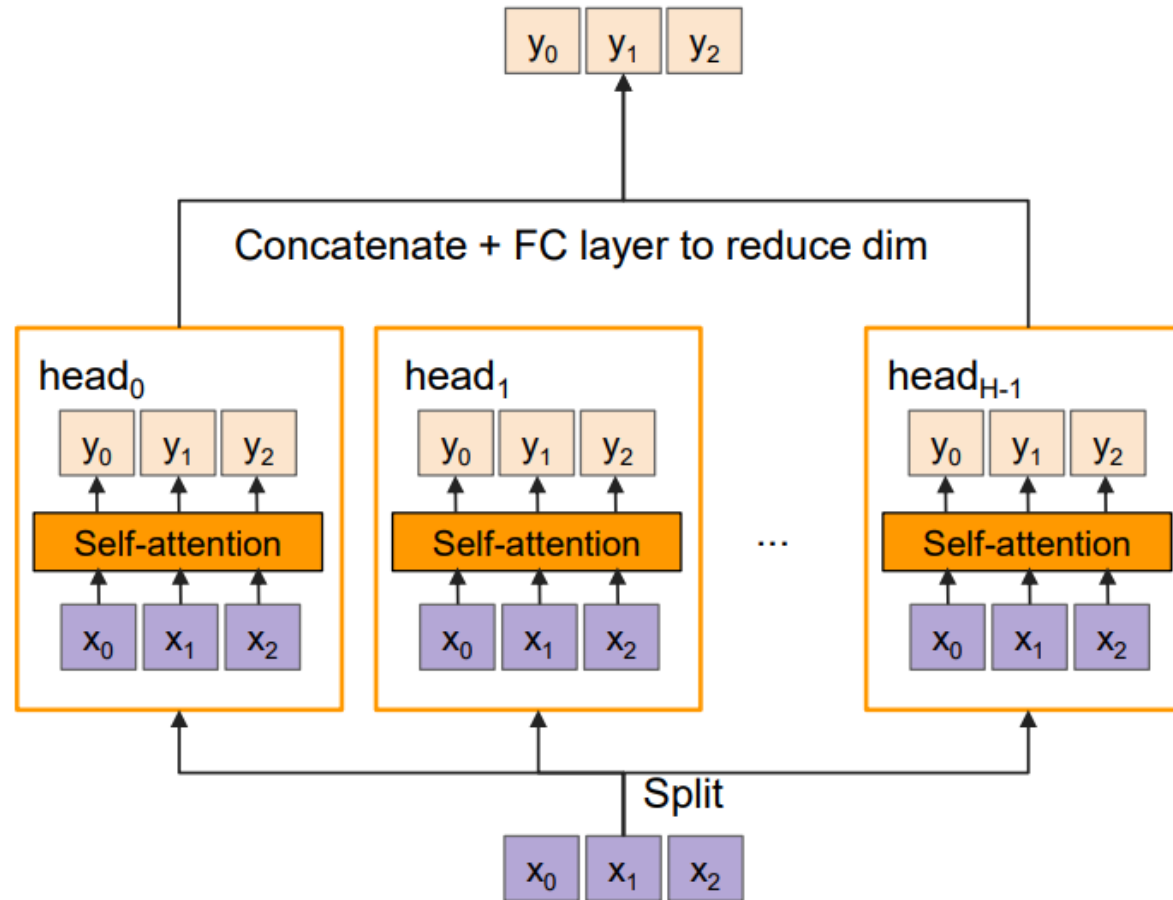 y₀ y₁ y₂
Concatenate + FC layer to reduce dim
head₀ head₁ head_H-1
y₀ y₁ y₂ y₀ y₁ y₂ y₀ y₁ y₂
Self-attention Self-attention ... Self-attention
x₀ x₁ x₂ x₀ x₁ x₂ x₀ x₁ x₂
Split
x₀ x₁ x₂